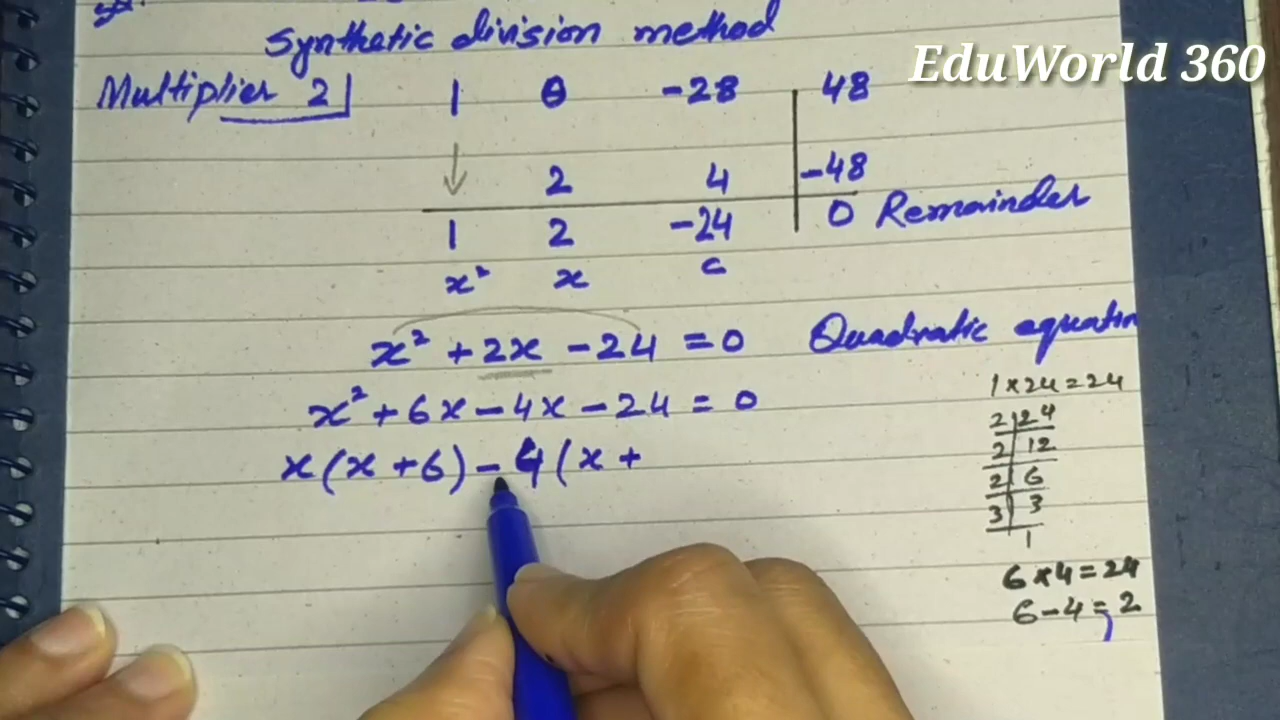 Synthetic division method
EduWorld 360
Multiplier 2 1 0 -28 48
2 4 -48
1 2 -24 0 Remainder
x² x c
x² + 2x - 24 = 0 Quadratic equation
1 × 24 = 24
x² + 6x - 4x - 24 = 0
2 24
2 12
x(x + 6) - 4(x +
2 6
3 3
1
6 × 4 = 24
6 - 4 = 2